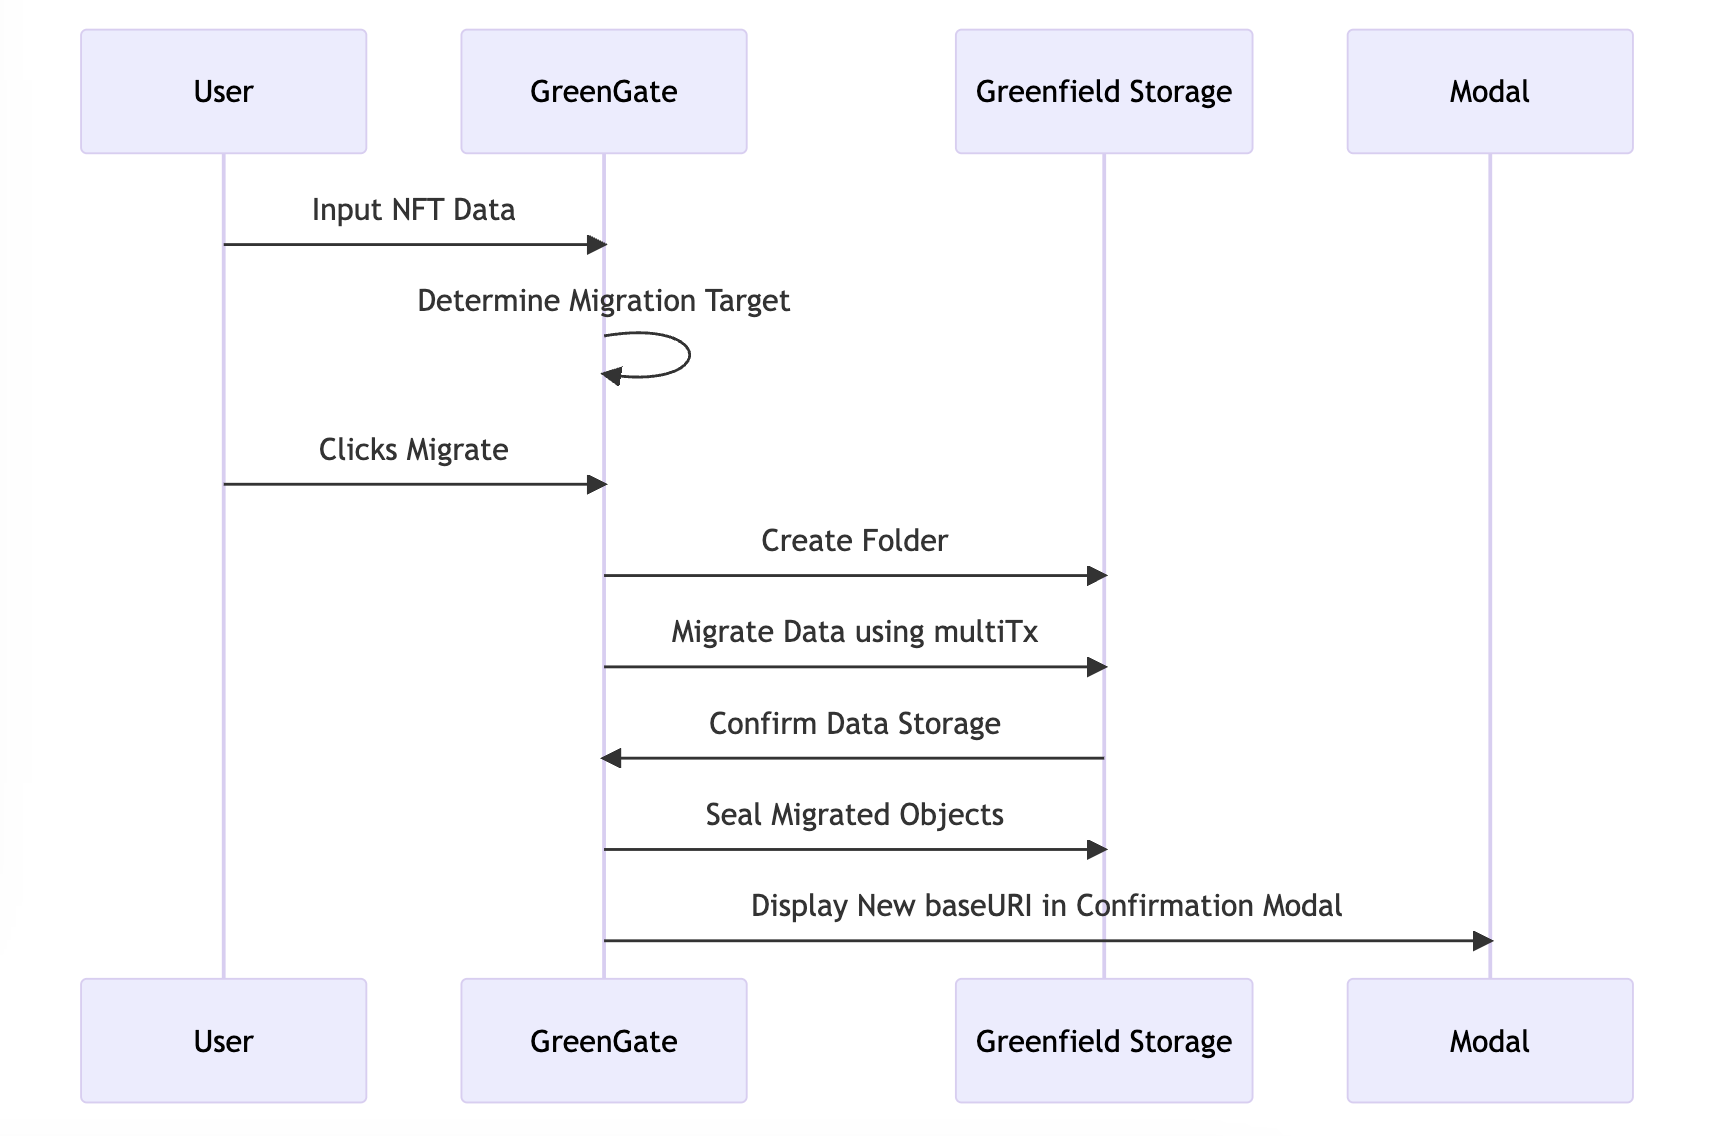 User
GreenGate
Greenfield Storage
Modal
Input NFT Data
Determine Migration Target
Clicks Migrate
Create Folder
Migrate Data using multiTx
Confirm Data Storage
Seal Migrated Objects
Display New baseURI in Confirmation Modal
User
GreenGate
Greenfield Storage
Modal